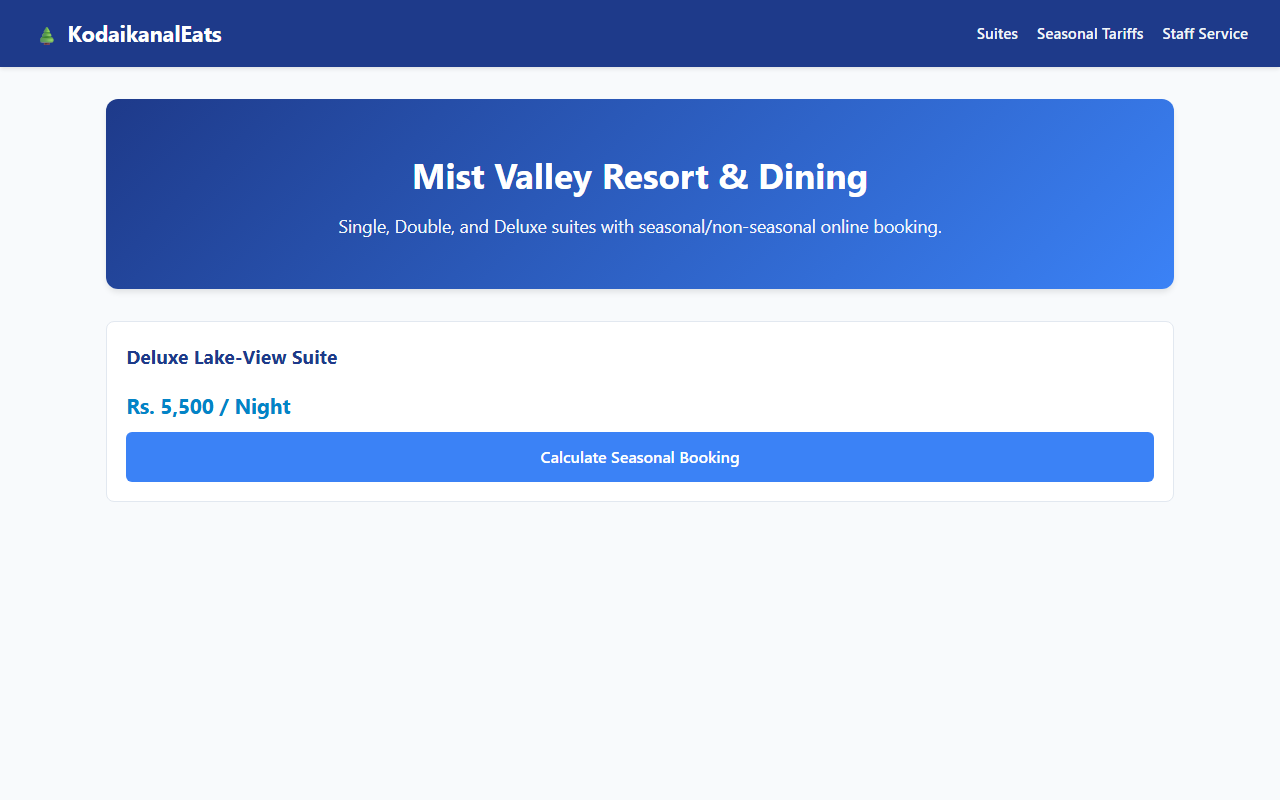 KodaikanalEats
Suites
Seasonal Tariffs
Staff Service
Mist Valley Resort & Dining
Single, Double, and Deluxe suites with seasonal/non-seasonal online booking.
Deluxe Lake-View Suite
Rs. 5,500 / Night
Calculate Seasonal Booking